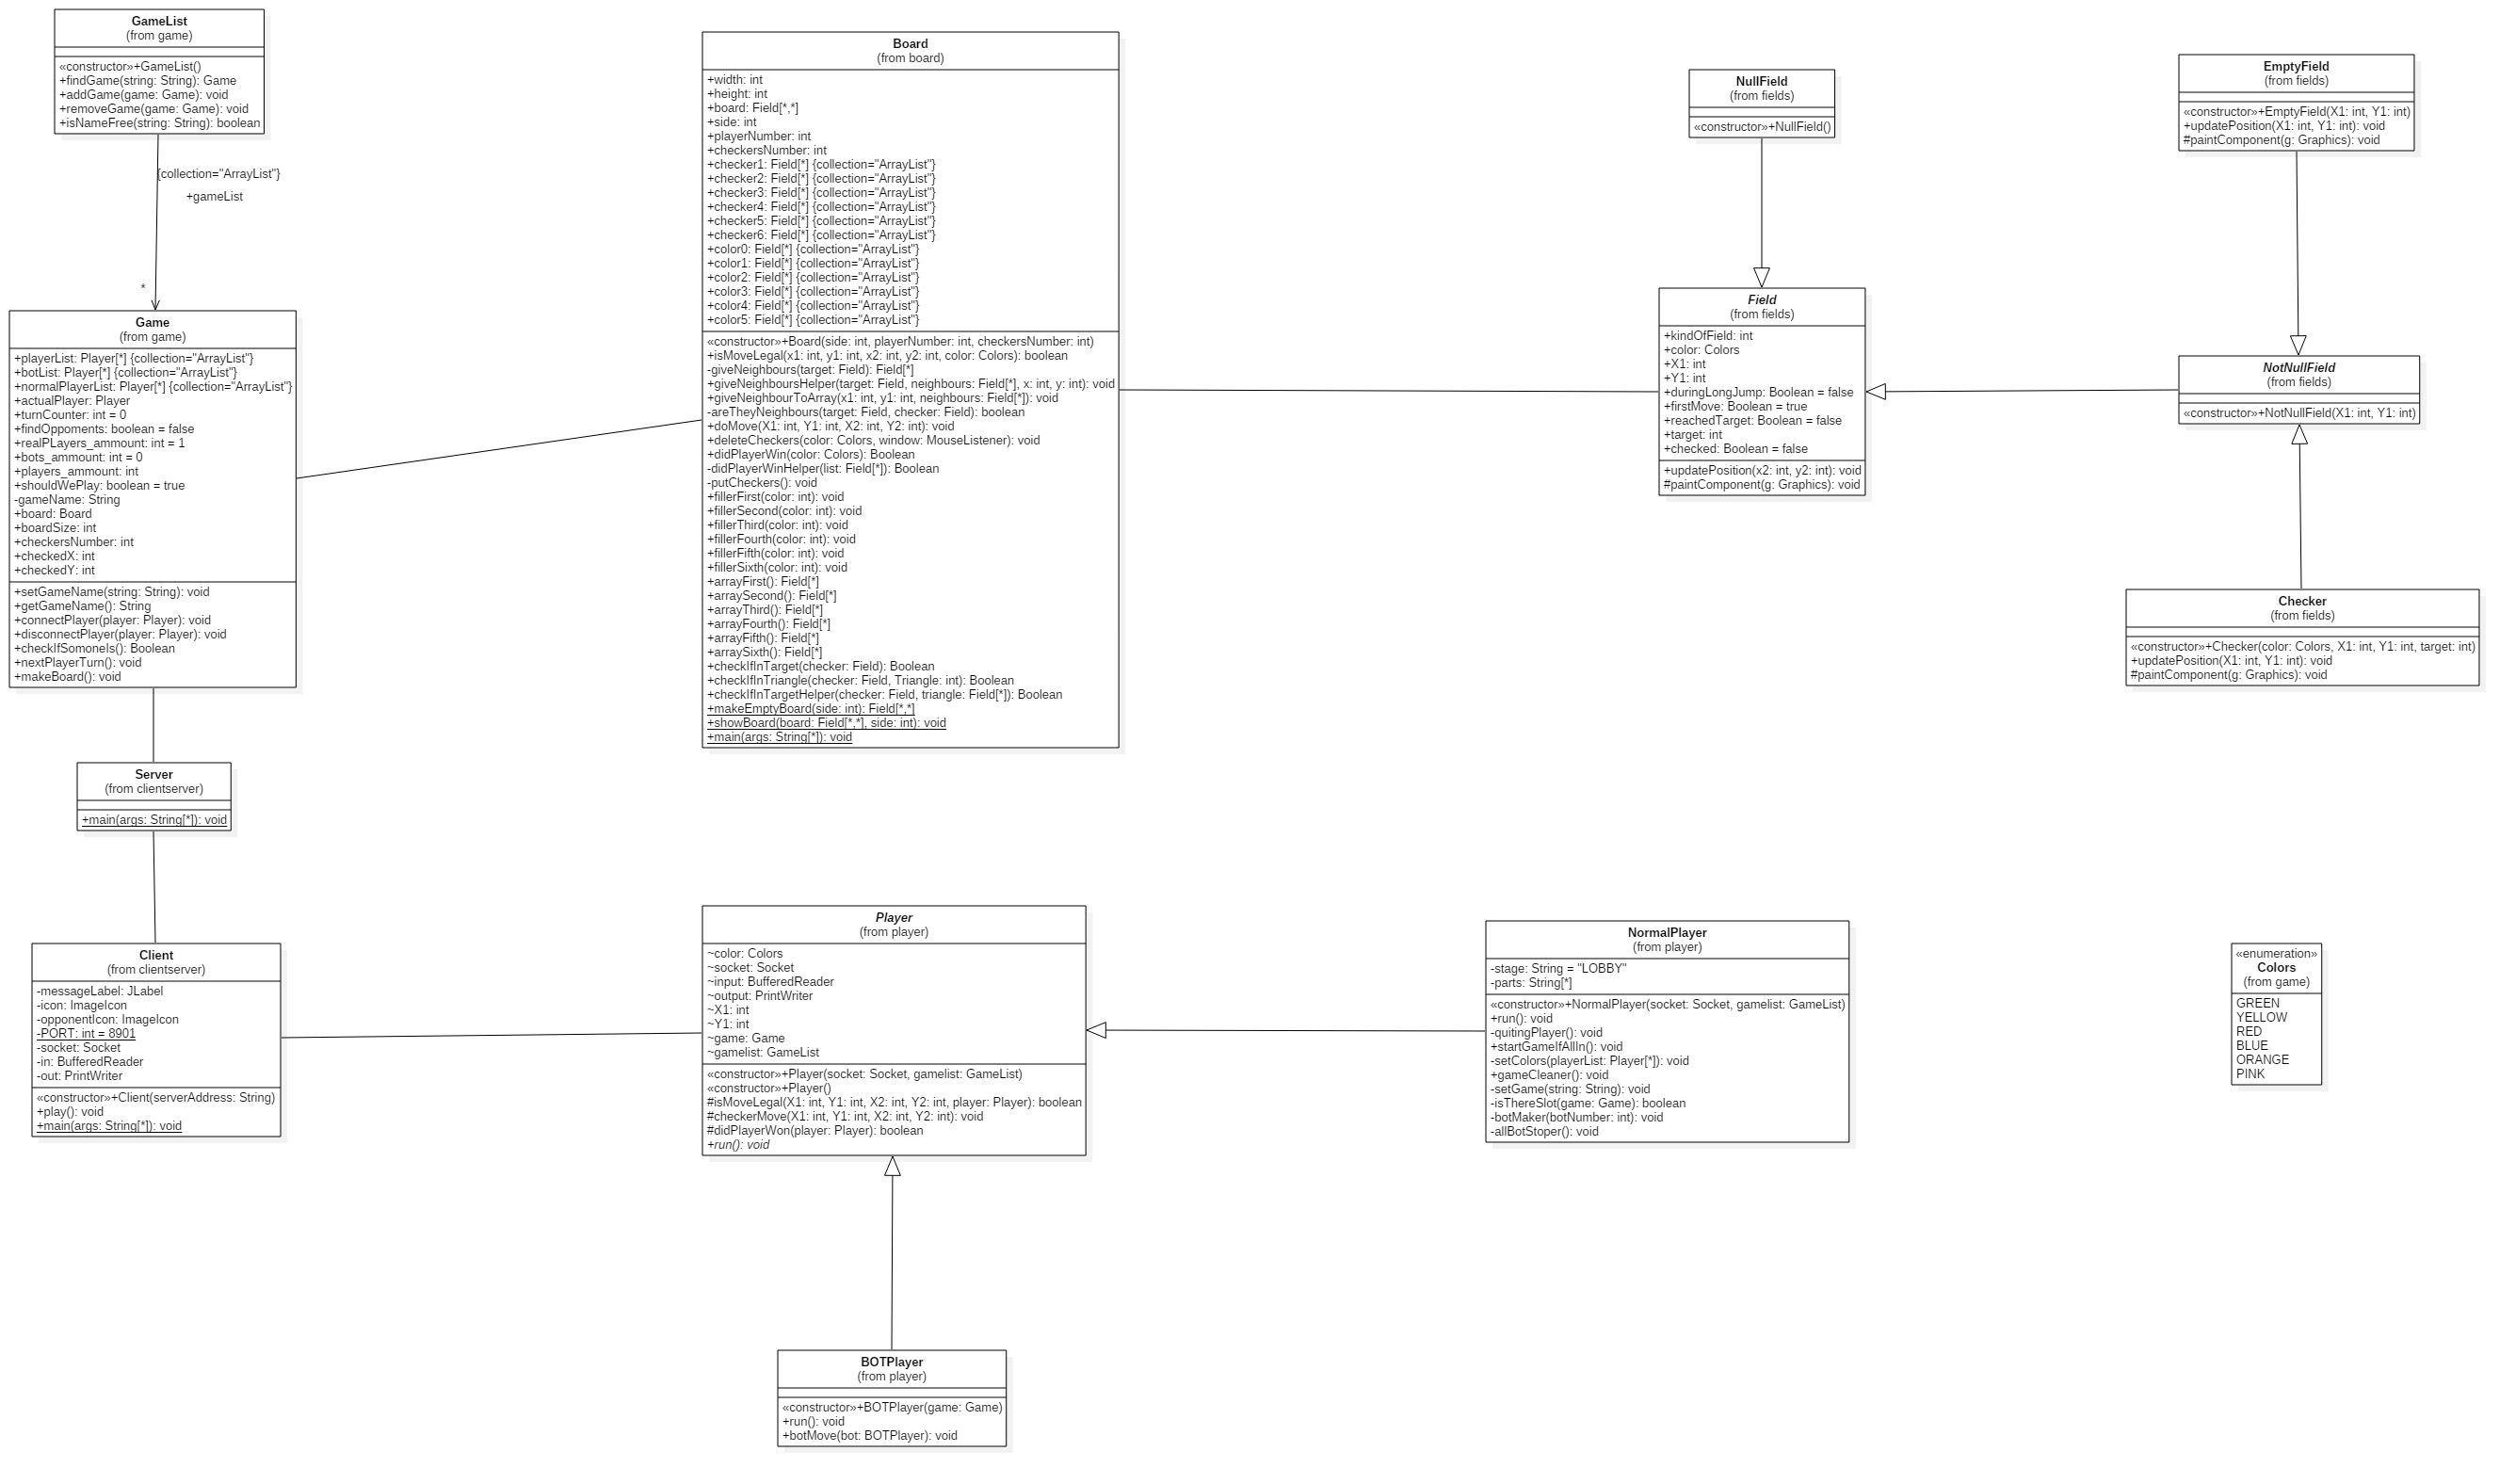 GameList
(from game)
«constructor»+GameList()
+findGame(string: String): Game
+addGame(game: Game): void
+removeGame(game: Game): void
+isNameFree(string: String): boolean
{collection="ArrayList"}
+gameList
*
Game
(from game)
+playerList: Player[*] {collection="ArrayList"}
+botList: Player[*] {collection="ArrayList"}
+normalPlayerList: Player[*] {collection="ArrayList"}
+actualPlayer: Player
+turnCounter: int = 0
+findOpponents: boolean = false
+realPLayers_ammount: int = 1
+bots_ammount: int = 0
+players_ammount: int
+shouldWePlay: boolean = true
-gameName: String
+board: Board
+boardSize: int
+checkersNumber: int
+checkedX: int
+checkedY: int
+setGameName(string: String): void
+getGameName(): String
+connectPlayer(player: Player): void
+disconnectPlayer(player: Player): void
+checkIfSomoneIs(): Boolean
+nextPlayerTurn(): void
+makeBoard(): void
Server
(from clientserver)
+main(args: String[*]): void
Client
(from clientserver)
-messageLabel: JLabel
-icon: ImageIcon
-opponentIcon: ImageIcon
-PORT: int = 8901
-socket: Socket
-in: BufferedReader
-out: PrintWriter
«constructor»+Client(serverAddress: String)
+play(): void
+main(args: String[*]): void
Board
(from board)
+width: int
+height: int
+board: Field[*,*]
+side: int
+playerNumber: int
+checkersNumber: int
+checker1: Field[*] {collection="ArrayList"}
+checker2: Field[*] {collection="ArrayList"}
+checker3: Field[*] {collection="ArrayList"}
+checker4: Field[*] {collection="ArrayList"}
+checker5: Field[*] {collection="ArrayList"}
+checker6: Field[*] {collection="ArrayList"}
+color0: Field[*] {collection="ArrayList"}
+color1: Field[*] {collection="ArrayList"}
+color2: Field[*] {collection="ArrayList"}
+color3: Field[*] {collection="ArrayList"}
+color4: Field[*] {collection="ArrayList"}
+color5: Field[*] {collection="ArrayList"}
«constructor»+Board(side: int, playerNumber: int, checkersNumber: int)
+isMoveLegal(x1: int, y1: int, x2: int, y2: int, color: Colors): boolean
-giveNeighbours(target: Field): Field[*]
+giveNeighboursHelper(target: Field, neighbours: Field[*], x: int, y: int): void
+giveNeighbourToArray(x1: int, y1: int, neighbours: Field[*]): void
-areTheyNeighbours(target: Field, checker: Field): boolean
+doMove(X1: int, Y1: int, X2: int, Y2: int): void
+deleteCheckers(color: Colors, window: MouseListener): void
+didPlayerWin(color: Colors): Boolean
-didPlayerWinHelper(list: Field[*]): Boolean
-putCheckers(): void
+fillerFirst(color: int): void
+fillerSecond(color: int): void
+fillerThird(color: int): void
+fillerFourth(color: int): void
+fillerFifth(color: int): void
+fillerSixth(color: int): void
+arrayFirst(): Field[*]
+arraySecond(): Field[*]
+arrayThird(): Field[*]
+arrayFourth(): Field[*]
+arrayFifth(): Field[*]
+arraySixth(): Field[*]
+checkIfInTarget(checker: Field): Boolean
+checkIfInTriangle(checker: Field, Triangle: int): Boolean
+checkIfInTargetHelper(checker: Field, triangle: Field[*]): Boolean
+makeEmptyBoard(side: int): Field[*,*]
+showBoard(board: Field[*,*], side: int): void
+main(args: String[*]): void
NullField
(from fields)
«constructor»+NullField()
Field
(from fields)
+kindOfField: int
+color: Colors
+X1: int
+Y1: int
+duringLongJump: Boolean = false
+firstMove: Boolean = true
+reachedTarget: Boolean = false
+target: int
+checked: Boolean = false
+updatePosition(x2: int, y2: int): void
#paintComponent(g: Graphics): void
EmptyField
(from fields)
«constructor»+EmptyField(X1: int, Y1: int)
+updatePosition(X1: int, Y1: int): void
#paintComponent(g: Graphics): void
NotNullField
(from fields)
«constructor»+NotNullField(X1: int, Y1: int)
Checker
(from fields)
«constructor»+Checker(color: Colors, X1: int, Y1: int, target: int)
+updatePosition(X1: int, Y1: int): void
#paintComponent(g: Graphics): void
Player
(from player)
~color: Colors
~socket: Socket
~input: BufferedReader
~output: PrintWriter
~X1: int
~Y1: int
~game: Game
~gamelist: GameList
«constructor»+Player(socket: Socket, gamelist: GameList)
«constructor»+Player()
#isMoveLegal(X1: int, Y1: int, X2: int, Y2: int, player: Player): boolean
#checkerMove(X1: int, Y1: int, X2: int, Y2: int): void
#didPlayerWon(player: Player): boolean
+run(): void
NormalPlayer
(from player)
-stage: String = "LOBBY"
-parts: String[*]
«constructor»+NormalPlayer(socket: Socket, gamelist: GameList)
+run(): void
-quitingPlayer(): void
+startGameIfAllIn(): void
-setColors(playerList: Player[*]): void
+gameCleaner(): void
-setGame(string: String): void
-isThereSlot(game: Game): boolean
-botMaker(botNumber: int): void
-allBotStoper(): void
«enumeration»
Colors
(from game)
GREEN
YELLOW
RED
BLUE
ORANGE
PINK
BOTPlayer
(from player)
«constructor»+BOTPlayer(game: Game)
+run(): void
+botMove(bot: BOTPlayer): void